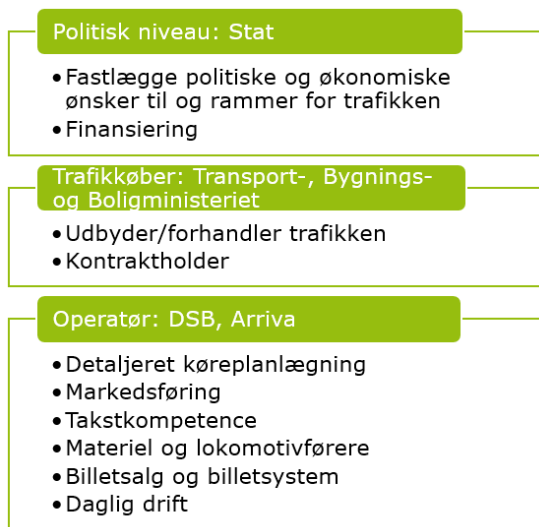 Politisk niveau: Stat
•Fastlægge politiske og økonomiske
ønsker til og rammer for trafikken
•Finansiering
Trafikkøber: Transport-, Bygnings-
og Boligministeriet
•Udbyder/forhandler trafikken
•Kontraktholder
Operatør: DSB, Arriva
•Detaljeret køreplanlægning
•Markedsføring
•Takstkompetence
•Materiel og lokomotivførere
•Billetsalg og billetsystem
•Daglig drift